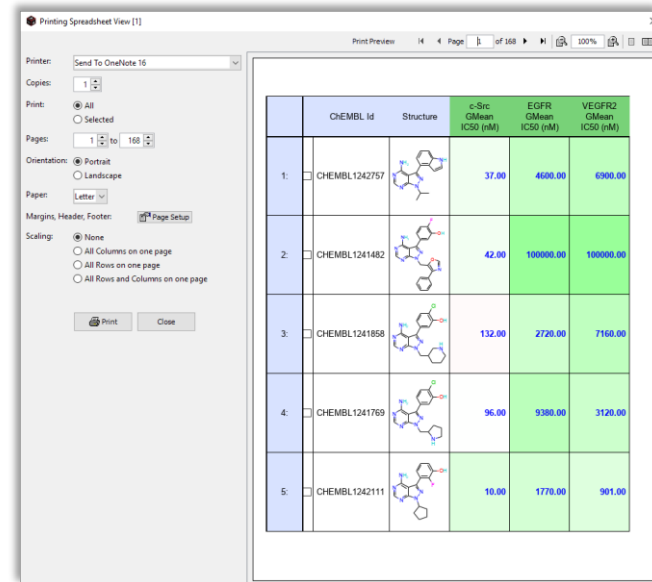 Printing Spreadsheet View [1]
Print Preview Page 1 of 168 100%
Printer: Send To OneNote 16
Copies: 1
Print: All
Selected
Pages: 1 to 168
Orientation: Portrait
Landscape
Paper: Letter
Margins, Header, Footer: Page Setup
Scaling: None
All Columns on one page
All Rows on one page
All Rows and Columns on one page
Print Close
ChEMBL Id Structure c-Src GMean IC50 (nM) EGFR GMean IC50 (nM) VEGFR2 GMean IC50 (nM)
1: CHEMBL1242757 37.00 4600.00 6900.00
2: CHEMBL1241482 42.00 100000.00 100000.00
3: CHEMBL1241858 132.00 2720.00 7160.00
4: CHEMBL1241769 96.00 9380.00 3120.00
5: CHEMBL1242111 10.00 1770.00 901.00